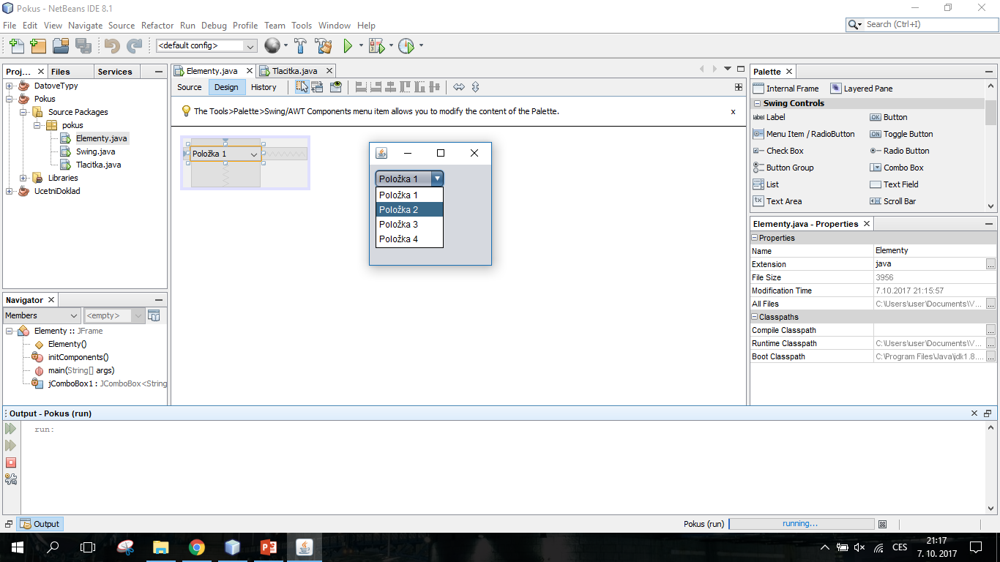 Pokus - NetBeans IDE 8.1
File Edit View Navigate Source Refactor Run Debug Profile Team Tools Window Help
Search (Ctrl+I)
<default config>
Proj... Files Services
DatoveTypy
Pokus
Source Packages
pokus
Elementy.java
Swing.java
Tlacitka.java
Libraries
UcetniDoklad
Navigator
Members <empty>
Elementy :: JFrame
Elementy()
initComponents()
main(String[] args)
jComboBox1 : JComboBox<String
Elementy.java Tlacitka.java
Source Design History
The Tools>Palette>Swing/AWT Components menu item allows you to modify the content of the Palette. x
Položka 1
Položka 1
Položka 1
Položka 2
Položka 3
Položka 4
Palette
Internal Frame Layered Pane
Swing Controls
label Label OK Button
Menu Item / RadioButton ON Toggle Button
Check Box Radio Button
Button Group Combo Box
List Text Field
Text Area Scroll Bar
Elementy.java - Properties
Properties
Name Elementy
Extension java
File Size 3956
Modification Time 7.10.2017 21:15:57
All Files C:\Users\user\Documents\V... ...
Classpaths
Compile Classpath ...
Runtime Classpath C:\Users\user\Documents\V... ...
Boot Classpath C:\Program Files\Java\jdk1.8.... ...
Output - Pokus (run)
run:
Output
Pokus (run) running...
CES
21:17
7. 10. 2017